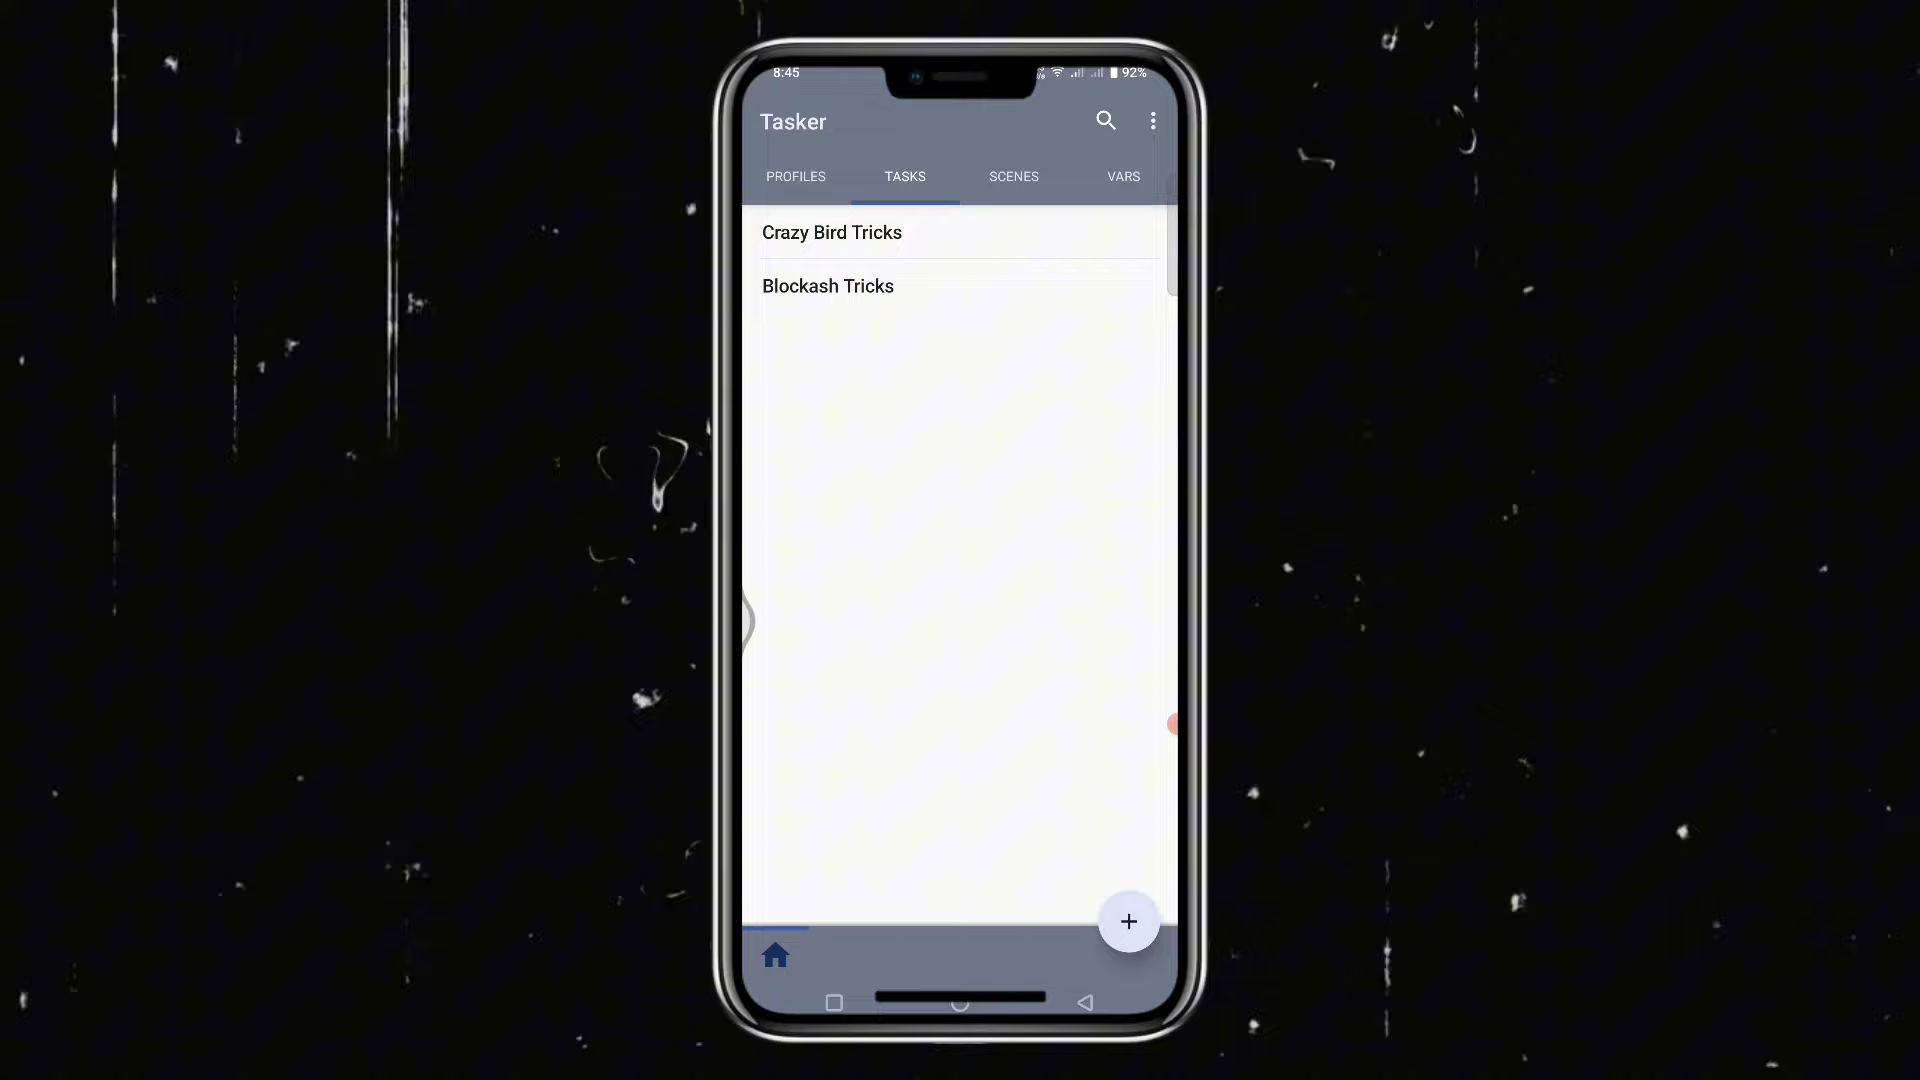 8:45
92%
Tasker
PROFILES TASKS SCENES VARS
Crazy Bird Tricks
Blockash Tricks
+